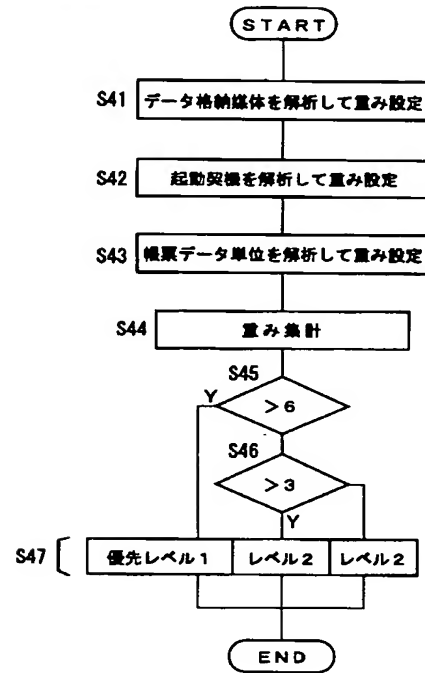 START
S41
データ格納媒体を解析して重み設定
S42
起動契機を解析して重み設定
S43
帳票データ単位を解析して重み設定
S44
重み集計
S45
Y
>6
S46
>3
Y
S47
優先レベル1
レベル2
レベル2
END